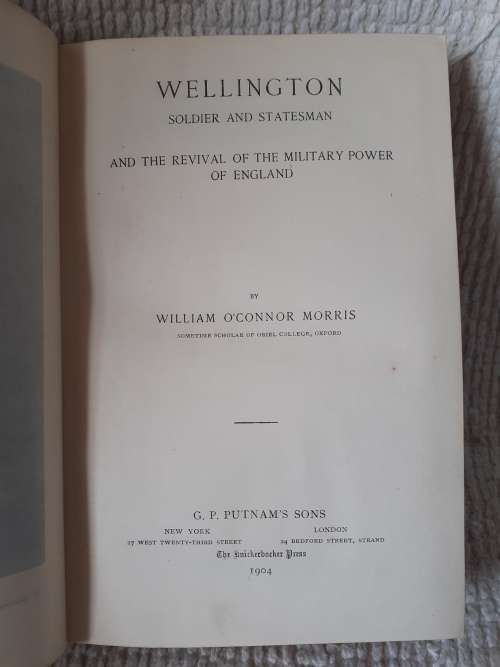 WELLINGTON
SOLDIER AND STATESMAN
AND THE REVIVAL OF THE MILITARY POWER
OF ENGLAND
BY
WILLIAM O'CONNOR MORRIS
SOMETIME SCHOLAR OF ORIEL COLLEGE, OXFORD
G. P. PUTNAM'S SONS
NEW YORK LONDON
27 WEST TWENTY-THIRD STREET 24 BEDFORD STREET, STRAND
The Knickerbocker Press
1904